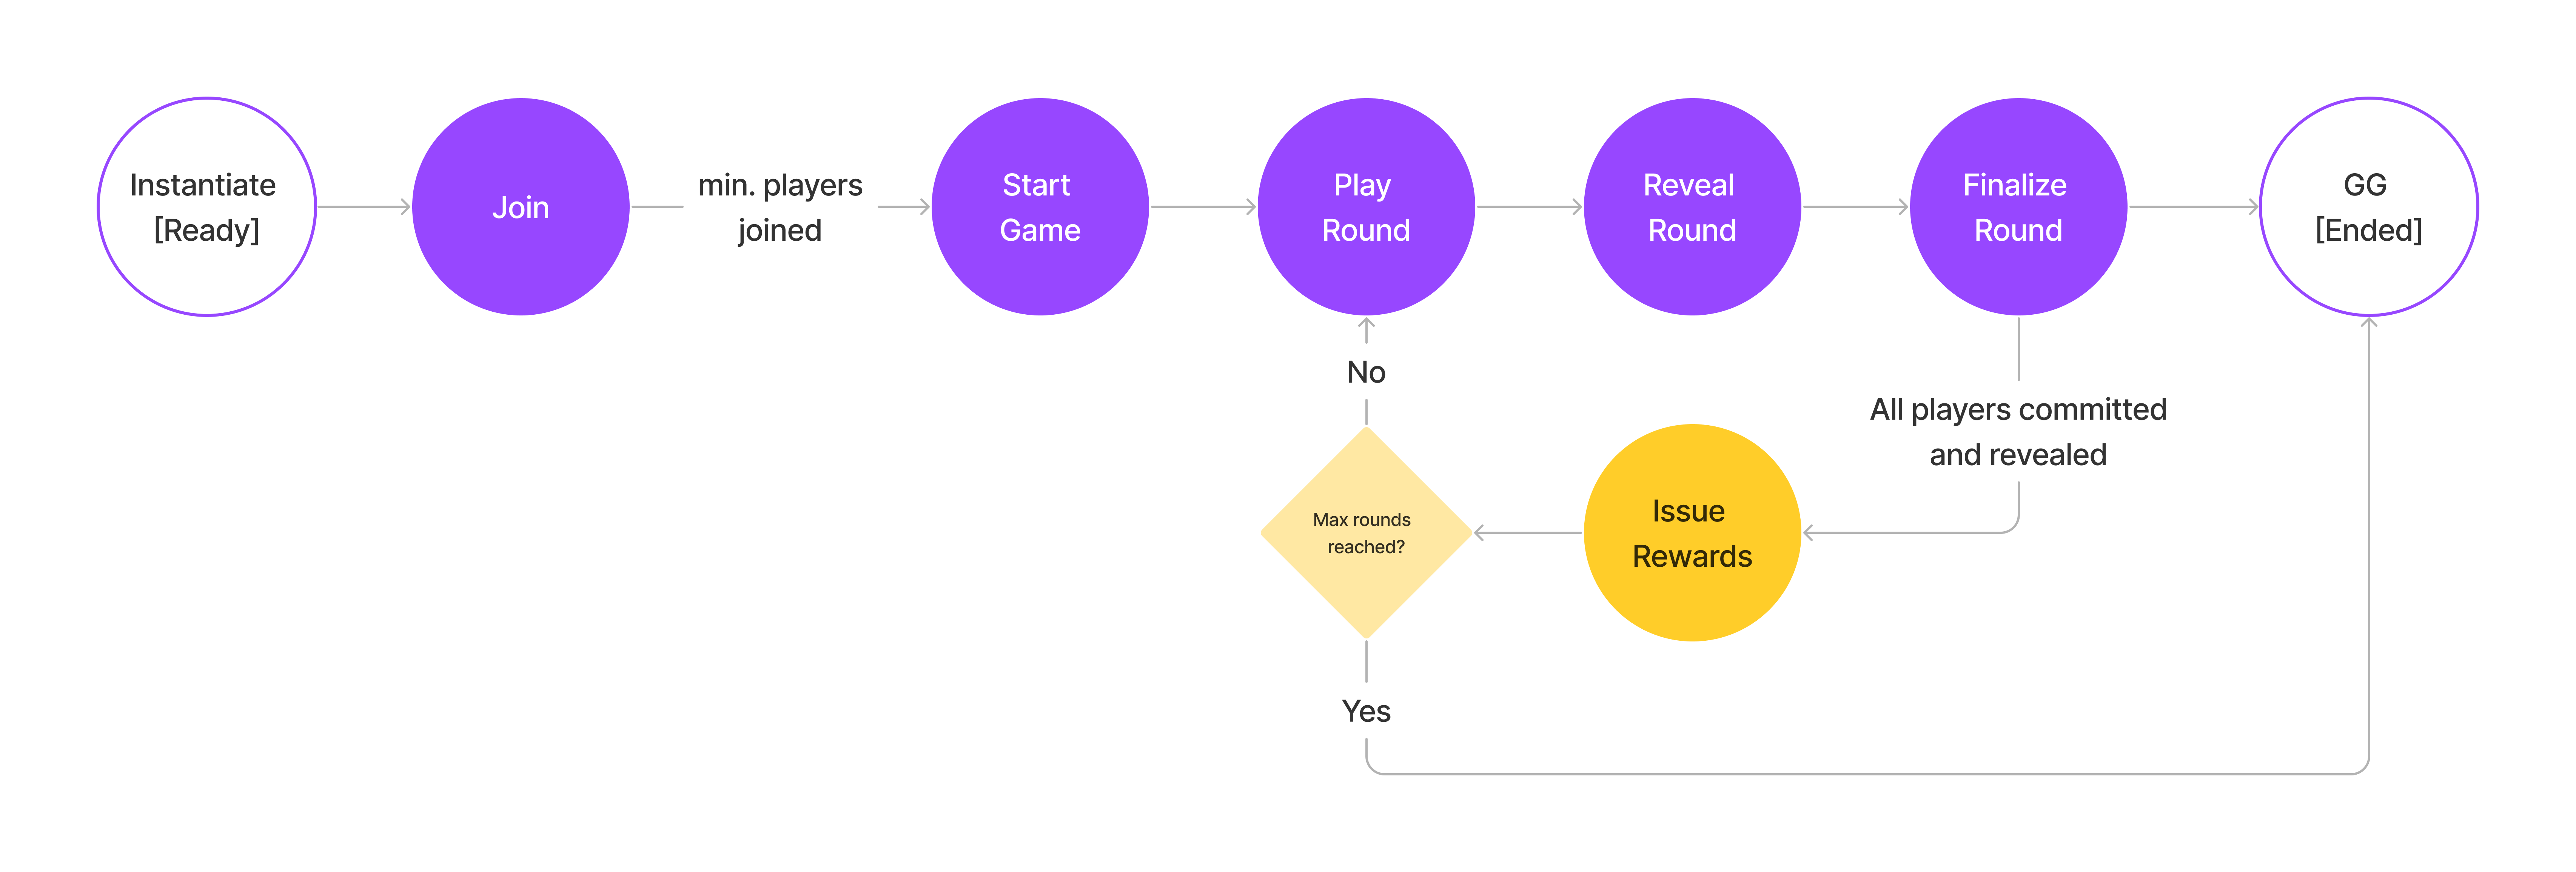 Instantiate
[Ready]
Join
min. players
joined
Start
Game
Play
Round
Reveal
Round
Finalize
Round
GG
[Ended]
No
All players committed
and revealed
Max rounds
reached?
Issue
Rewards
Yes